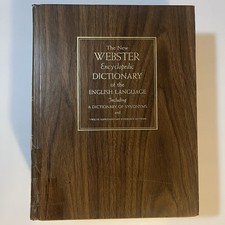 The New
WEBSTER
Encyclopedic
DICTIONARY
of the
ENGLISH LANGUAGE
Including
A DICTIONARY OF SYNONYMS
and